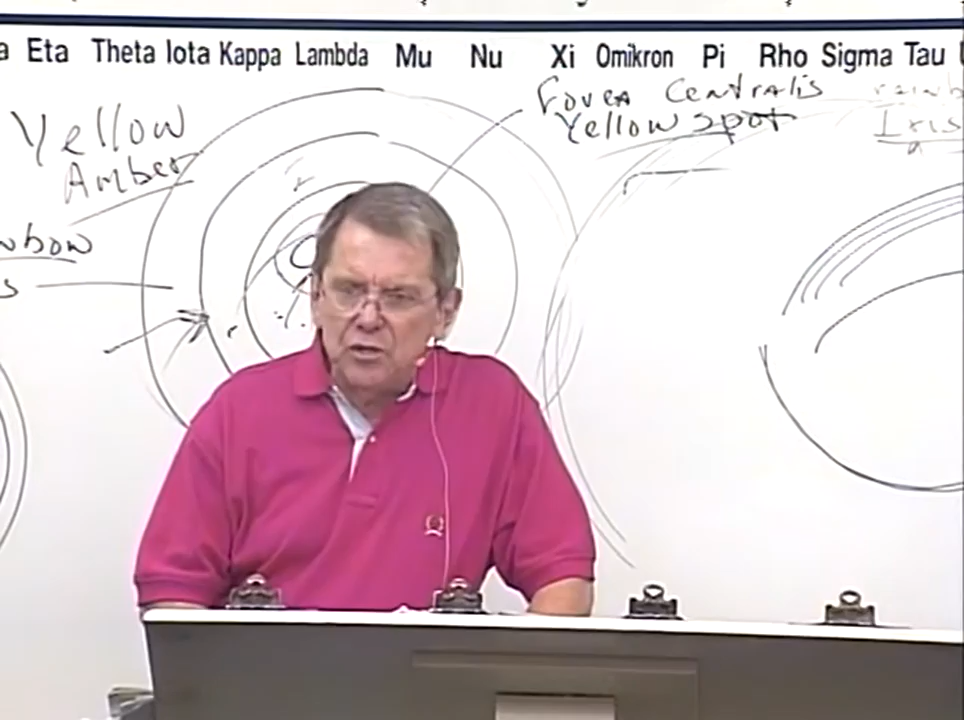 Eta Theta Iota Kappa Lambda Mu Nu Xi Omikron Pi Rho Sigma Tau
Yellow
Amber
Fovea Centralis
Yellow spot
Iris